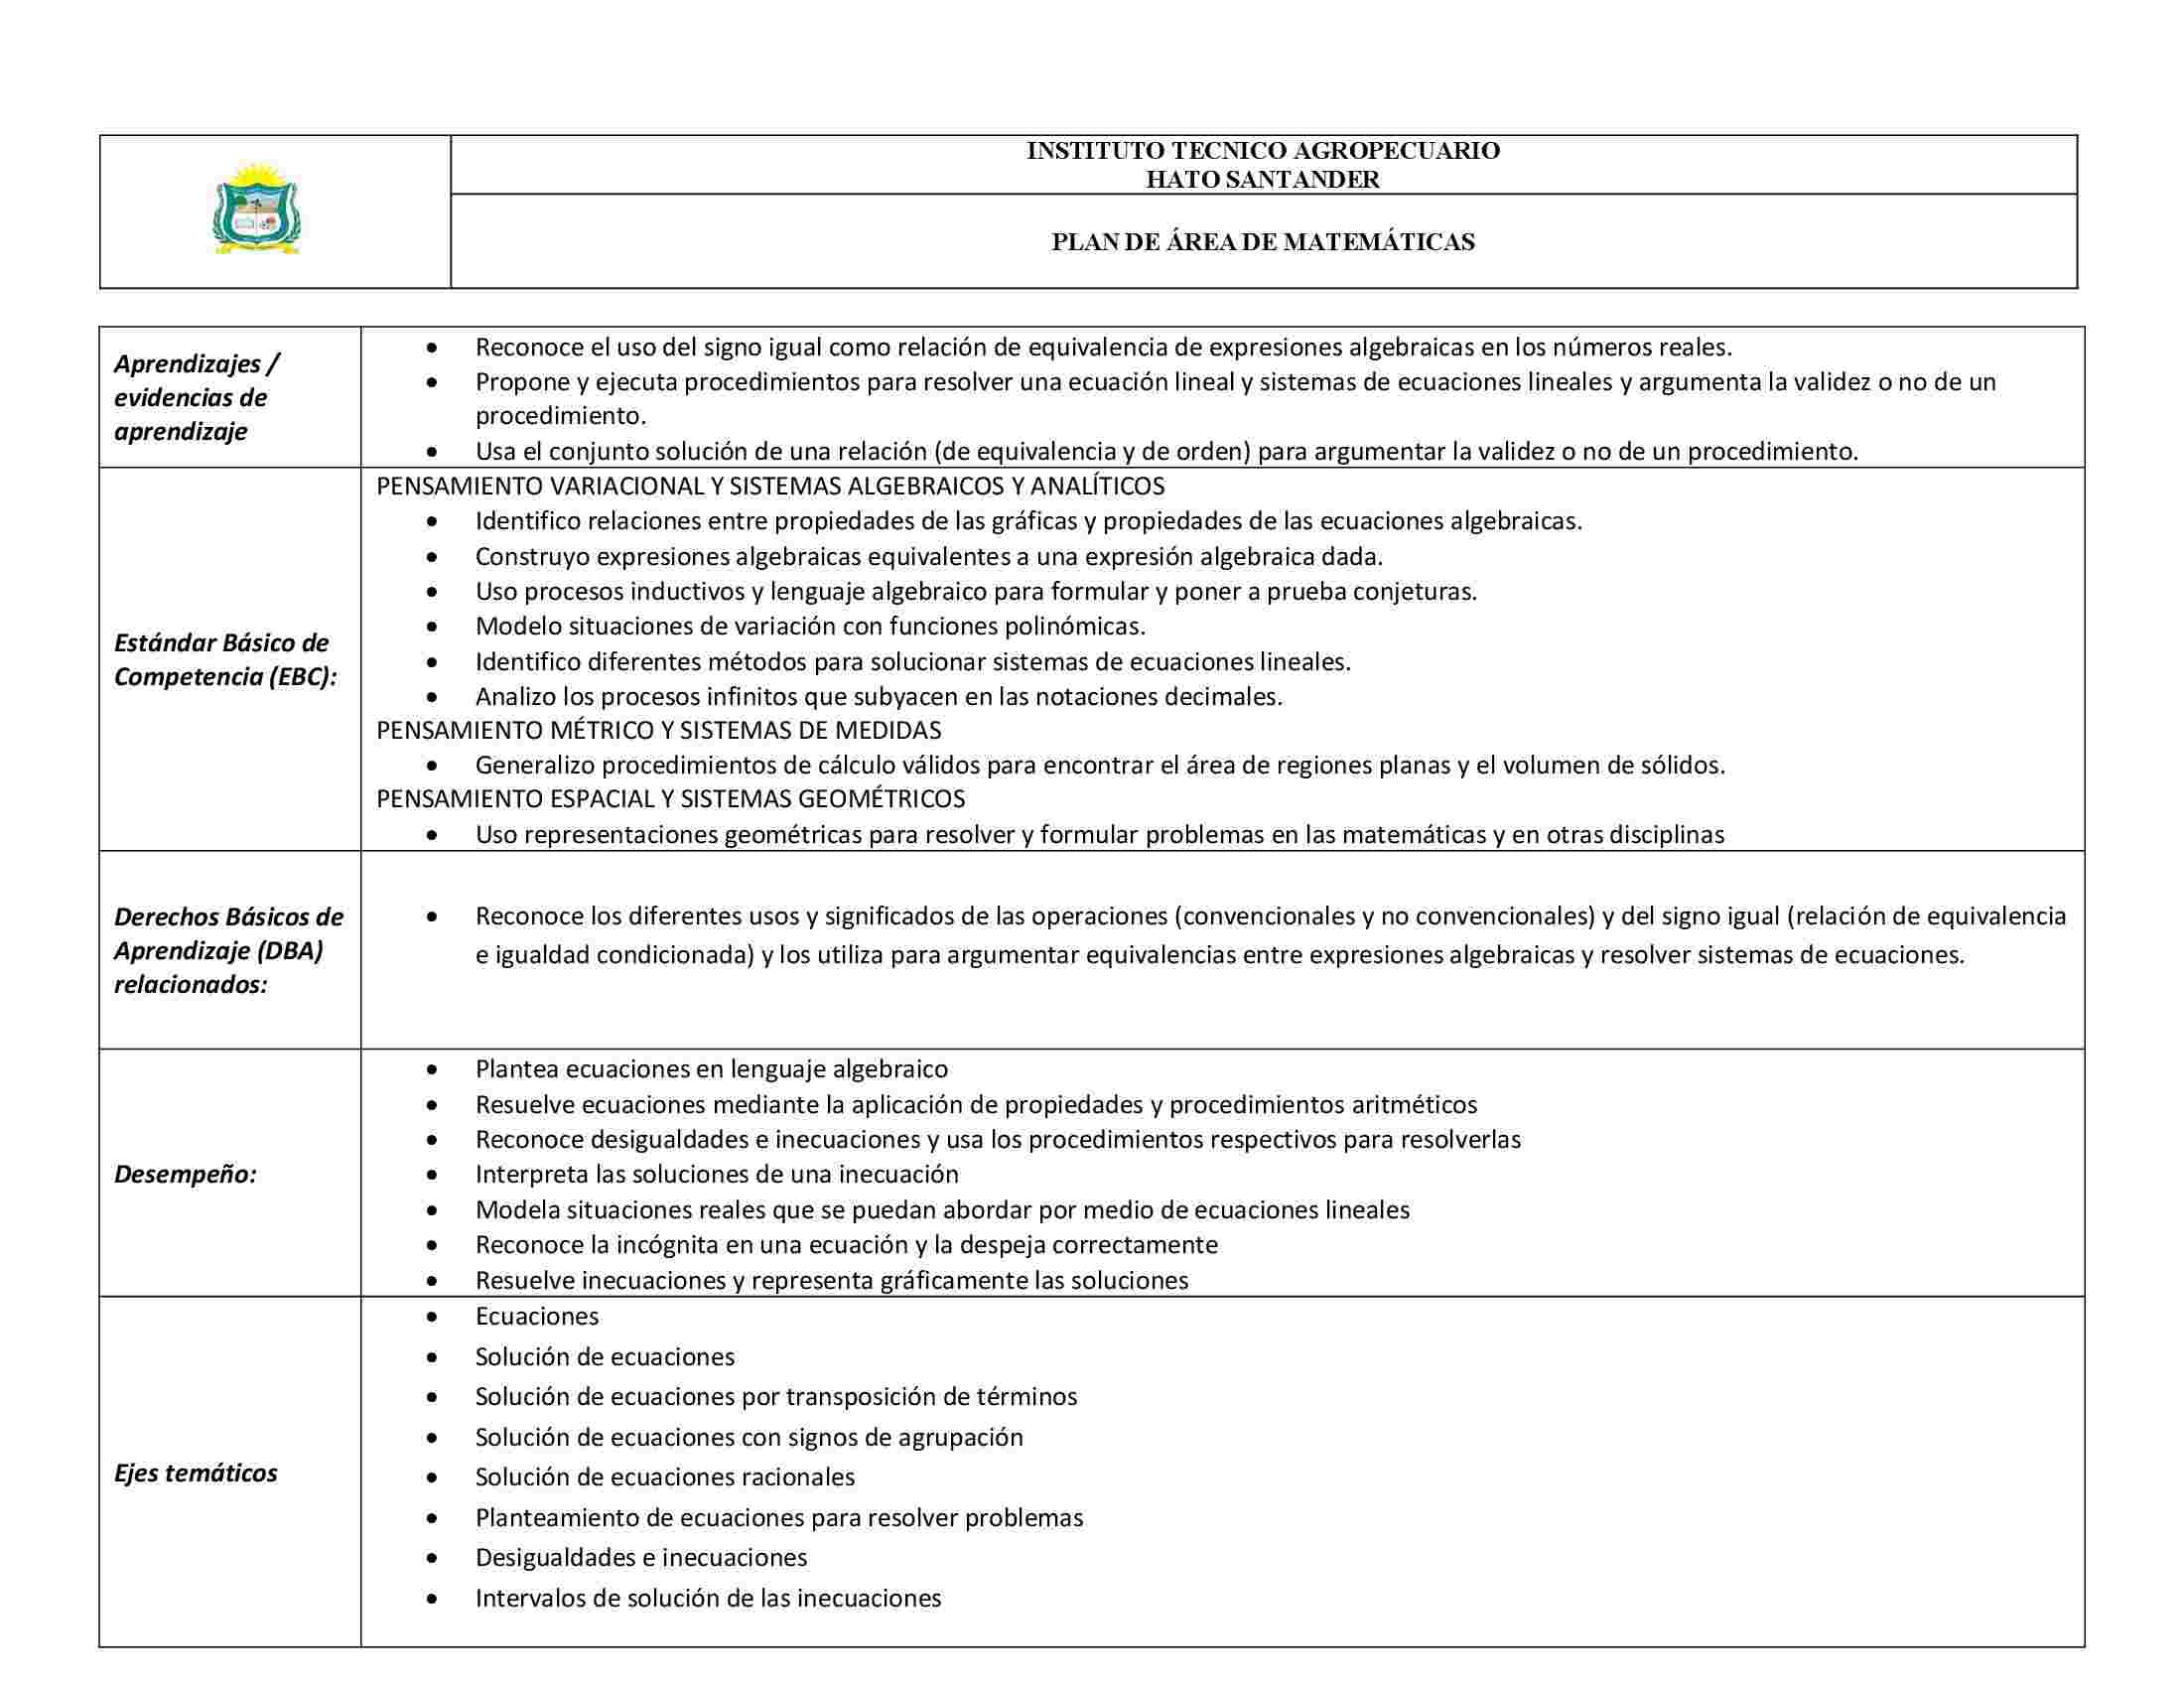 INSTITUTO TECNICO AGROPECUARIO
HATO SANTANDER
PLAN DE ÁREA DE MATEMÁTICAS
Aprendizajes /
evidencias de
aprendizaje
• Reconoce el uso del signo igual como relación de equivalencia de expresiones algebraicas en los números reales.
• Propone y ejecuta procedimientos para resolver una ecuación lineal y sistemas de ecuaciones lineales y argumenta la validez o no de un
procedimiento.
• Usa el conjunto solución de una relación (de equivalencia y de orden) para argumentar la validez o no de un procedimiento.
Estándar Básico de
Competencia (EBC):
PENSAMIENTO VARIACIONAL Y SISTEMAS ALGEBRAICOS Y ANALÍTICOS
• Identifico relaciones entre propiedades de las gráficas y propiedades de las ecuaciones algebraicas.
• Construyo expresiones algebraicas equivalentes a una expresión algebraica dada.
• Uso procesos inductivos y lenguaje algebraico para formular y poner a prueba conjeturas.
• Modelo situaciones de variación con funciones polinómicas.
• Identifico diferentes métodos para solucionar sistemas de ecuaciones lineales.
• Analizo los procesos infinitos que subyacen en las notaciones decimales.
PENSAMIENTO MÉTRICO Y SISTEMAS DE MEDIDAS
• Generalizo procedimientos de cálculo válidos para encontrar el área de regiones planas y el volumen de sólidos.
PENSAMIENTO ESPACIAL Y SISTEMAS GEOMÉTRICOS
• Uso representaciones geométricas para resolver y formular problemas en las matemáticas y en otras disciplinas
Derechos Básicos de
Aprendizaje (DBA)
relacionados:
• Reconoce los diferentes usos y significados de las operaciones (convencionales y no convencionales) y del signo igual (relación de equivalencia
e igualdad condicionada) y los utiliza para argumentar equivalencias entre expresiones algebraicas y resolver sistemas de ecuaciones.
Desempeño:
• Plantea ecuaciones en lenguaje algebraico
• Resuelve ecuaciones mediante la aplicación de propiedades y procedimientos aritméticos
• Reconoce desigualdades e inecuaciones y usa los procedimientos respectivos para resolverlas
• Interpreta las soluciones de una inecuación
• Modela situaciones reales que se puedan abordar por medio de ecuaciones lineales
• Reconoce la incógnita en una ecuación y la despeja correctamente
• Resuelve inecuaciones y representa gráficamente las soluciones
Ejes temáticos
• Ecuaciones
• Solución de ecuaciones
• Solución de ecuaciones por transposición de términos
• Solución de ecuaciones con signos de agrupación
• Solución de ecuaciones racionales
• Planteamiento de ecuaciones para resolver problemas
• Desigualdades e inecuaciones
• Intervalos de solución de las inecuaciones